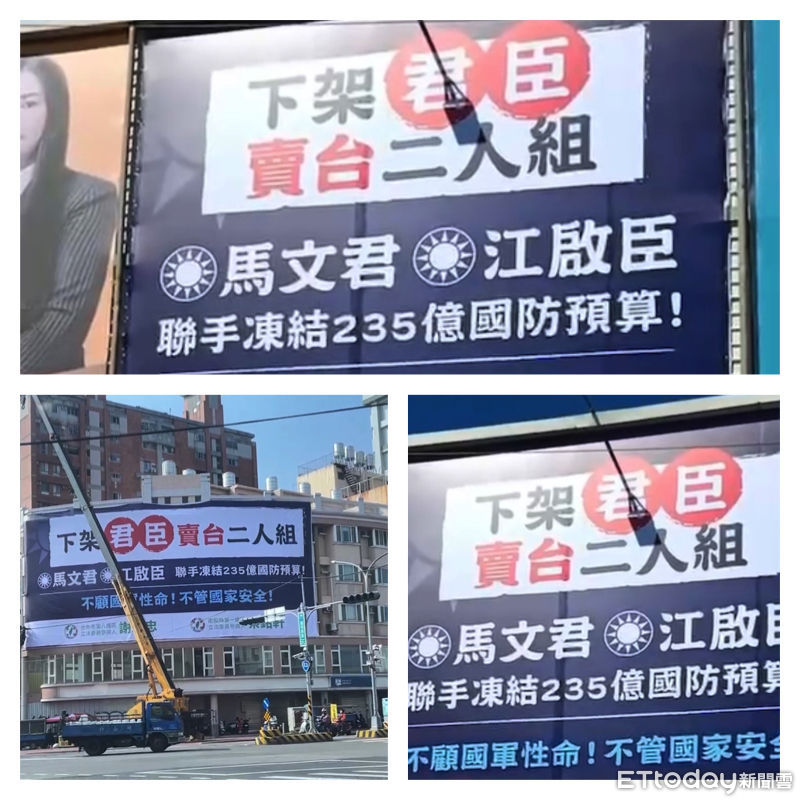 下架君臣
賣台二人組
馬文君 江啟臣
聯手凍結235億國防預算!
下架君臣賣台二人組
馬文君 江啟臣 聯手凍結235億國防預算!
不顧國軍性命!不管國家安全!
下架君臣
賣台二人組
馬文君 江啟臣
聯手凍結235億國防預算
不顧國軍性命!不管國家安全
ETtoday新聞雲